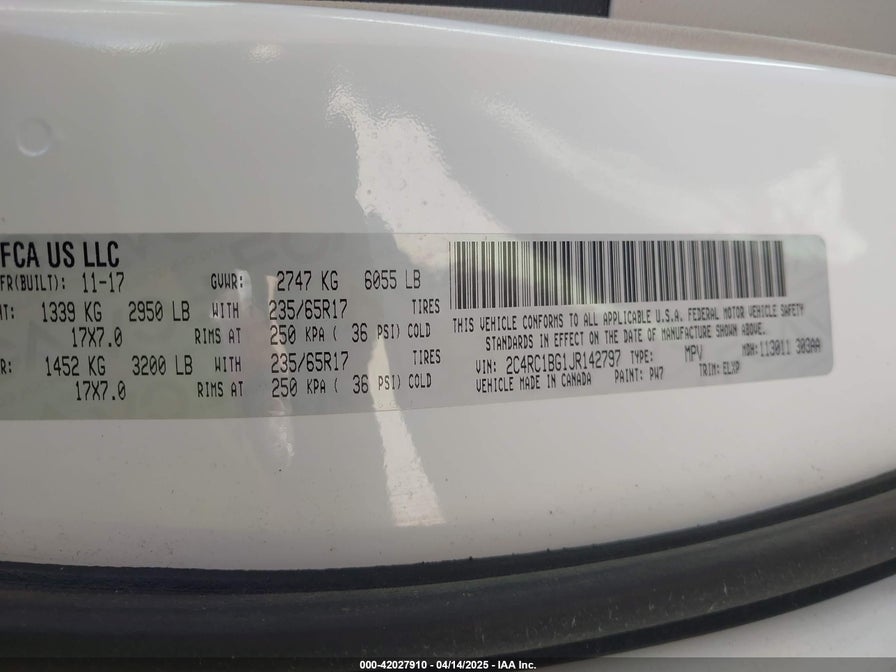 FCA US LLC
FR(BUILT): 11-17 GVWR: 2747 KG 6055 LB
T: 1339 KG 2950 LB WITH 235/65R17 TIRES
17X7.0 RIMS AT 250 KPA ( 36 PSI) COLD
R: 1452 KG 3200 LB WITH 235/65R17 TIRES
17X7.0 RIMS AT 250 KPA ( 36 PSI) COLD
THIS VEHICLE CONFORMS TO ALL APPLICABLE U.S.A. FEDERAL MOTOR VEHICLE SAFETY
STANDARDS IN EFFECT ON THE DATE OF MANUFACTURE SHOWN ABOVE.
VIN: 2C4RC1BG1JR142797 TYPE: MPV MDH: 113011 303AA
VEHICLE MADE IN CANADA PAINT: PW7 TRIM: ELXP
000-42027910 - 04/14/2025 - IAA Inc.